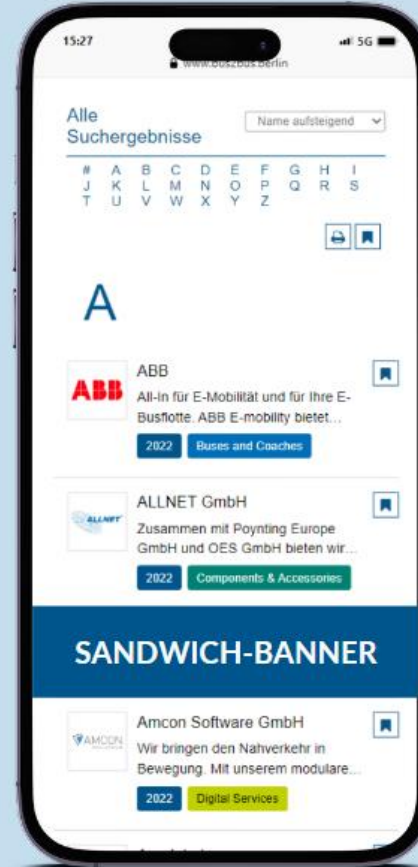 15:27
5G
www.bus2bus.berlin
Alle
Suchergebnisse
Name aufsteigend
# A B C D E F G H I
J K L M N O P Q R S
T U V W X Y Z
A
ABB
ABB
All-In für E-Mobilität und für Ihre E-
Busflotte. ABB E-mobility bietet...
2022 Buses and Coaches
ALLNET
ALLNET GmbH
Zusammen mit Poynting Europe
GmbH und OES GmbH bieten wir...
2022 Components & Accessories
SANDWICH-BANNER
AMCON
Amcon Software GmbH
Wir bringen den Nahverkehr in
Bewegung. Mit unserem modulare...
2022 Digital Services